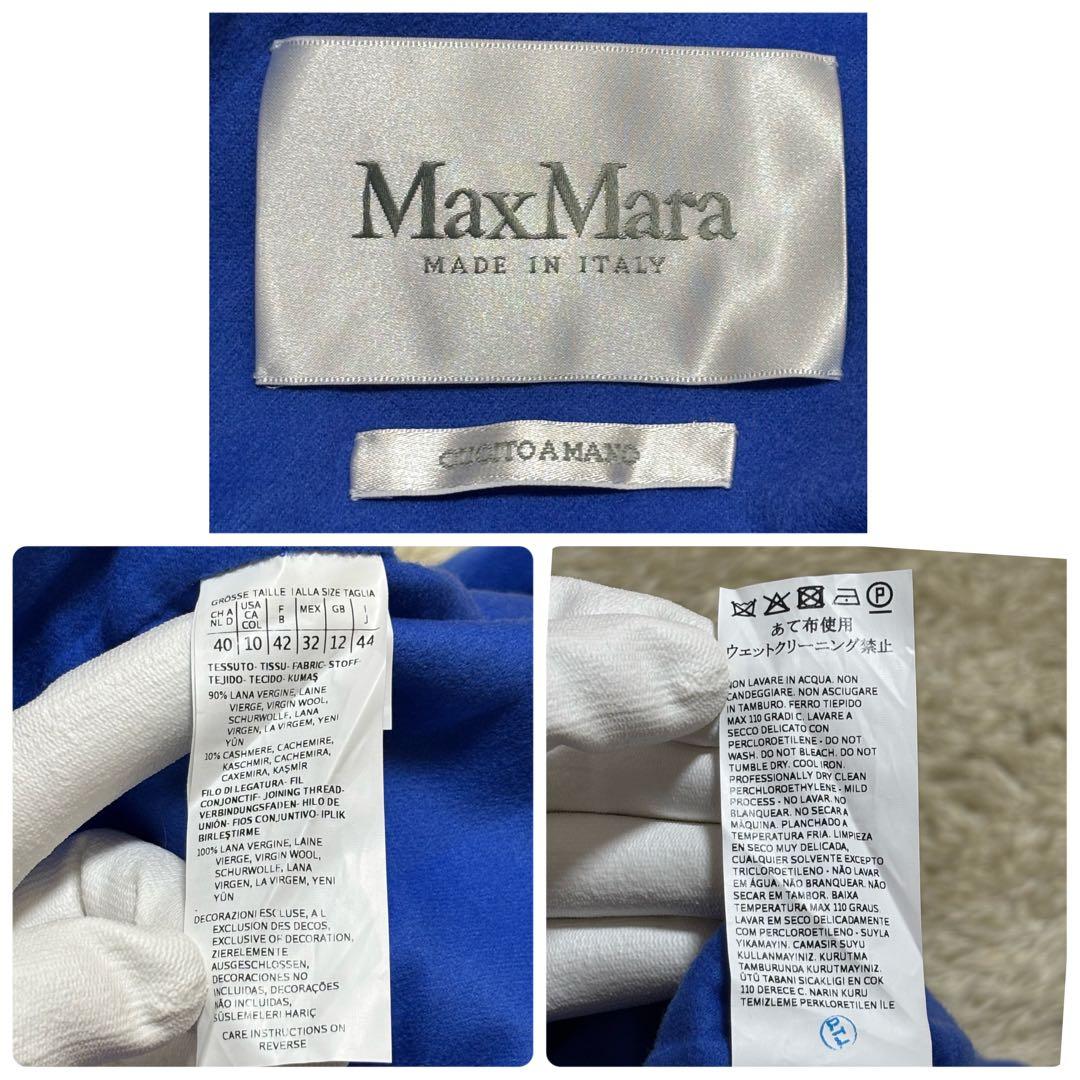 MaxMara
MADE IN ITALY
CUCITO A MANO
GRÖSSE TAILLE TALLA SIZE TAGLIA
CH A NL D
USA CA COL
F B
MEX
GB
I J
40 10 42 32 12 44
TESSUTO- TISSU- FABRIC- STOFF-
TEJIDO- TECIDO- KUMAŞ
90% LANA VERGINE, LAINE
VIERGE, VIRGIN WOOL,
SCHURWOLLE, LANA
VIRGEN, LA VIRGEM, YENI
YÜN
10% CASHMERE, CACHEMIRE,
KASCHMIR, CACHEMIRA,
CAXEMIRA, KAŞMIR
FILO DI LEGATURA- FIL
CONJONCTIF- JOINING THREAD-
VERBINDUNGSFADEN- HILO DE
UNIÓN- FIOS CONJUNTIVO- IPLIK
BIRLEŞTIRME
100% LANA VERGINE, LAINE
VIERGE, VIRGIN WOOL,
SCHURWOLLE, LANA
VIRGEN, LA VIRGEM, YENI
YÜN
DECORAZIONI ESCLUSE, A L
EXCLUSION DES DECOS,
EXCLUSIVE OF DECORATION,
ZIERELEMENTE
AUSGESCHLOSSEN,
DECORACIONES NO
INCLUIDAS, DECORAÇÕES
NÃO INCLUIDAS,
SÜSLEMELERI HARIÇ
CARE INSTRUCTIONS ON
REVERSE
P
あて布使用
ウェットクリーニング禁止
NON LAVARE IN ACQUA. NON
CANDEGGIARE. NON ASCIUGARE
IN TAMBURO. FERRO TIEPIDO
MAX 110 GRADI C. LAVARE A
SECCO DELICATO CON
PERCLOROETILENE - DO NOT
WASH. DO NOT BLEACH. DO NOT
TUMBLE DRY. COOL IRON.
PROFESSIONALLY DRY CLEAN
PERCHLOROETHYLENE - MILD
PROCESS - NO LAVAR. NO
BLANQUEAR. NO SECAR A
MÁQUINA. PLANCHADO A
TEMPERATURA FRIA. LIMPIEZA
EN SECO MUY DELICADA,
CUALQUIER SOLVENTE EXCEPTO
TRICLOROETILENO - NÃO LAVAR
EM ÁGUA. NÃO BRANQUEAR. NÃO
SECAR EM TAMBOR. BAIXA
TEMPERATURA MAX 110 GRAUS
LAVAR EM SECO DELICADAMENTE
COM PERCLOROETILENO - SUYLA
YIKAMAYIN. CAMASIR SUYU
KULLANMAYINIZ. KURUTMA
TAMBURUNDA KURUTMAYINIZ.
ÜTÜ TABANI SICAKLIGI EN COK
110 DERECE C. NARIN KURU
TEMIZLEME PERKLORETILEN İLE